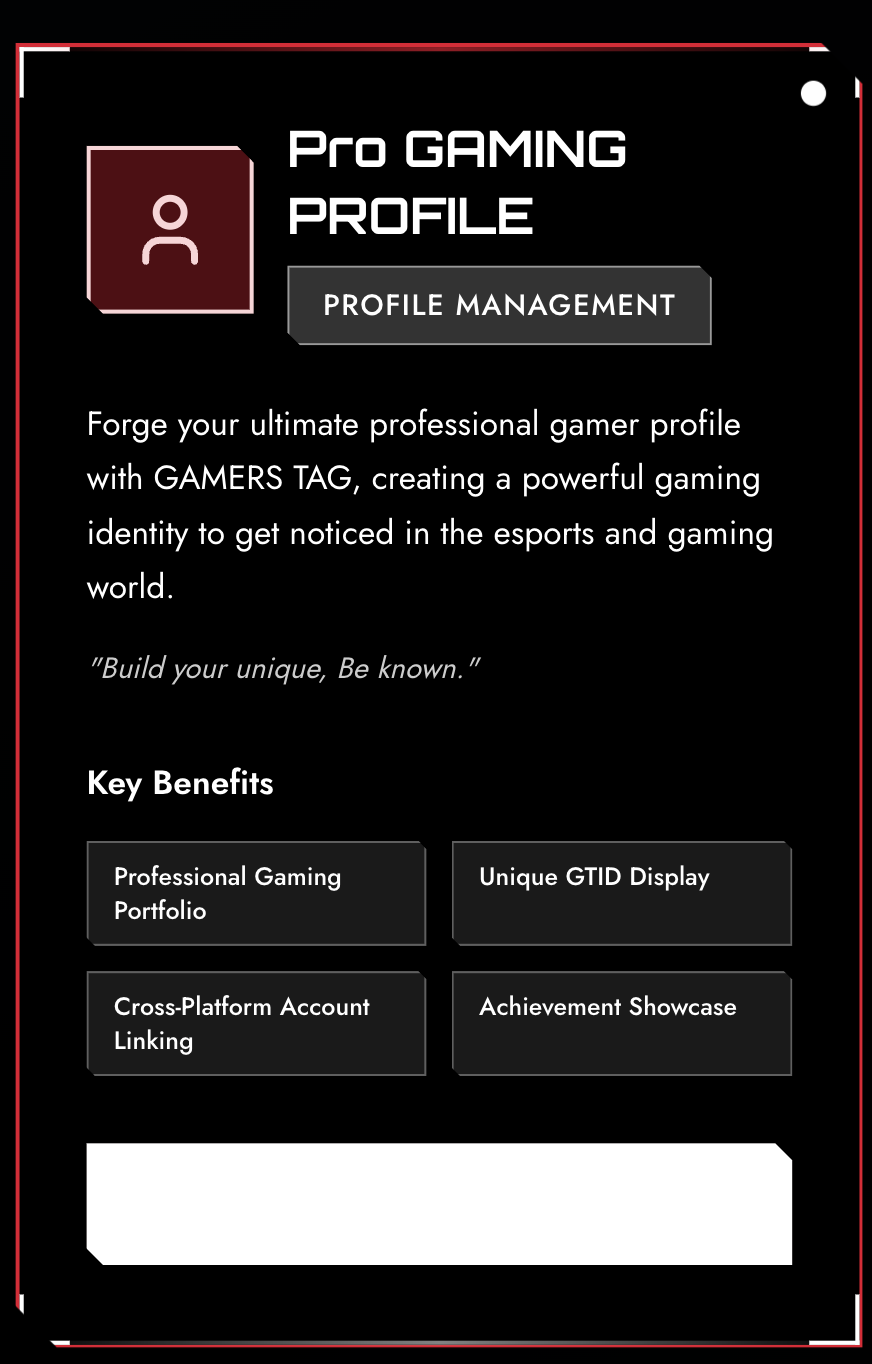 Pro GAMING
PROFILE
PROFILE MANAGEMENT
Forge your ultimate professional gamer profile
with GAMERS TAG, creating a powerful gaming
identity to get noticed in the esports and gaming
world.
"Build your unique, Be known."
Key Benefits
Professional Gaming
Portfolio
Unique GTID Display
Cross-Platform Account
Linking
Achievement Showcase